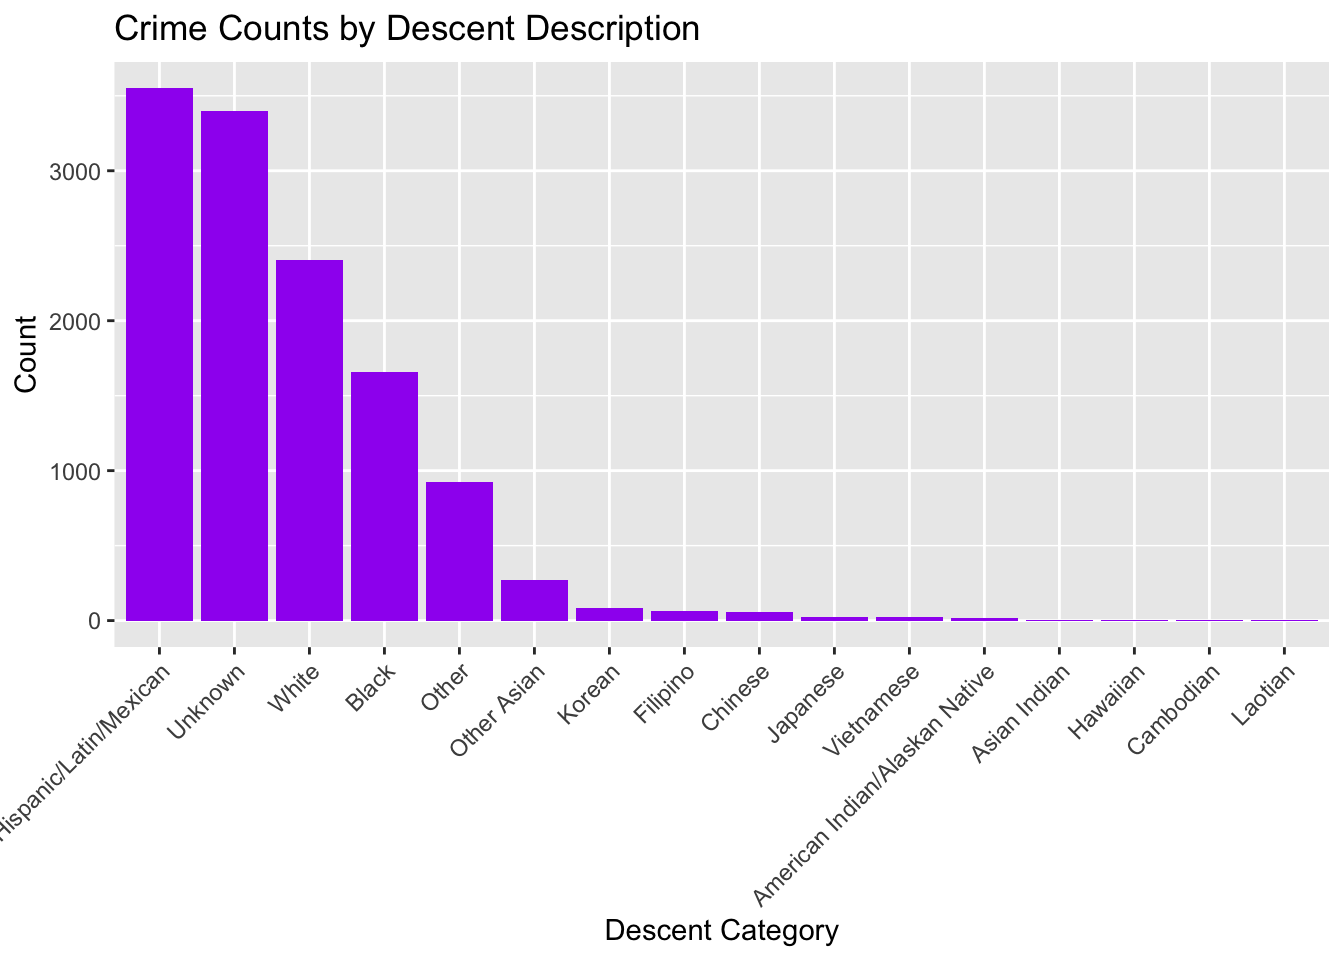 Crime Counts by Descent Description
Count
3000
2000
1000
0
Hispanic/Latin/Mexican
Unknown
White
Black
Other
Other Asian
Korean
Filipino
Chinese
Japanese
Vietnamese
American Indian/Alaskan Native
Asian Indian
Hawaiian
Cambodian
Laotian
Descent Category